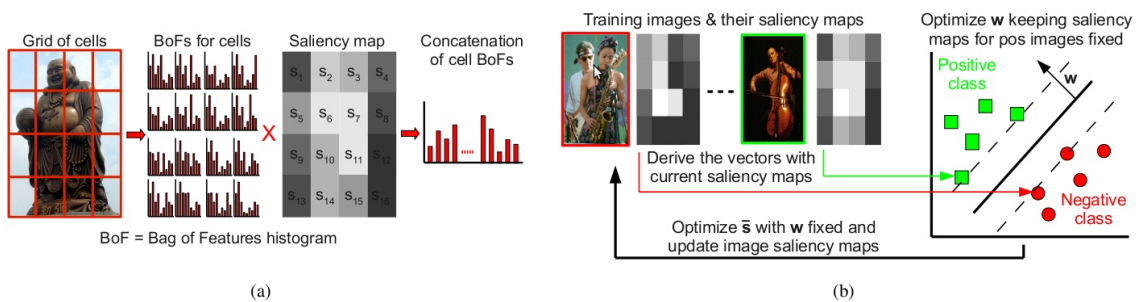 Grid of cells
BoFs for cells
Saliency map
Concatenation
of cell BoFs
S1 S2 S3 S4
S5 S6 S7 S8
S9 S10 S11 S12
S13 S14 S15 S16
X
BoF = Bag of Features histogram
(a)
Training images & their saliency maps
Optimize w keeping saliency
maps for pos images fixed
Positive
class
w
Derive the vectors with
current saliency maps
Negative
class
Optimize s̄ with w fixed and
update image saliency maps
(b)